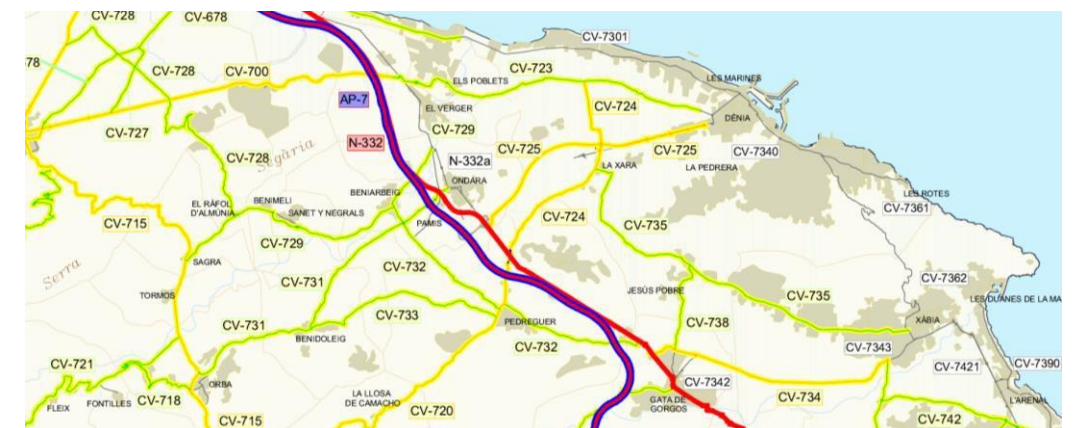 CV-728
CV-678
CV-7301
678
CV-728
CV-700
ELS POBLETS
CV-723
LES MARINES
AP-7
EL VERGER
CV-724
DÉNIA
CV-727
N-332
CV-729
CV-725
CV-725
CV-7340
Segària
CV-728
N-332a
LA XARA
LA PEDRERA
ONDARA
BENIARBEIG
BENIMELI
EL RÀFOL
D'ALMÚNIA
SANET Y NEGRALS
LES ROTES
CV-7361
CV-715
PAMIS
CV-724
CV-735
CV-729
SAGRA
CV-732
CV-731
Serra
TORMOS
JESÚS POBRE
CV-735
CV-7362
LES DUANES DE LA MA
CV-731
CV-733
PEDREGUER
CV-738
XÀBIA
BENIDOLEIG
CV-732
CV-7343
CV-721
CV-7421
CV-7390
ORBA
CV-7342
LA LLOSA
DE CAMACHO
FLEIX
FONTILLES
CV-718
GATA DE
GORGOS
CV-734
L'ARENAL
CV-715
CV-720
CV-742